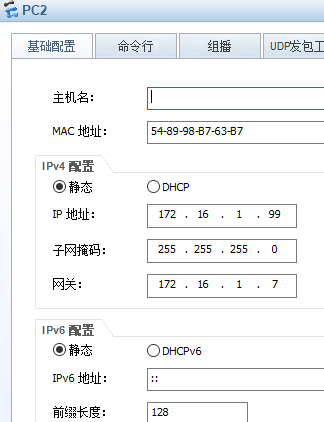 PC2
基础配置 命令行 组播 UDP发包工
主机名：
MAC 地址： 54-89-98-B7-63-B7
IPv4 配置
静态 DHCP
IP 地址： 172 . 16 . 1 . 99
子网掩码： 255 . 255 . 255 . 0
网关： 172 . 16 . 1 . 7
IPv6 配置
静态 DHCPv6
IPv6 地址： ::
前缀长度： 128